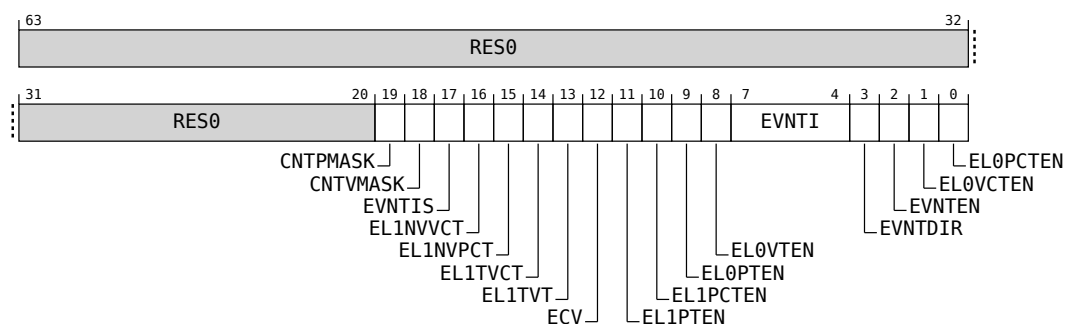 63 32
RES0
31 20 19 18 17 16 15 14 13 12 11 10 9 8 7 4 3 2 1 0
RES0 EVNTI
CNTPMASK EL0PCTEN
CNTVMASK EL0VCTEN
EVNTIS EVNTEN
EL1NVVCT EVNTDIR
EL1NVPCT EL0VTEN
EL1TVCT EL0PTEN
EL1TVT EL1PCTEN
ECV EL1PTEN